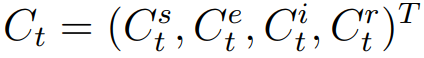 C_t = (C_t^s, C_t^e, C_t^i, C_t^r)^T